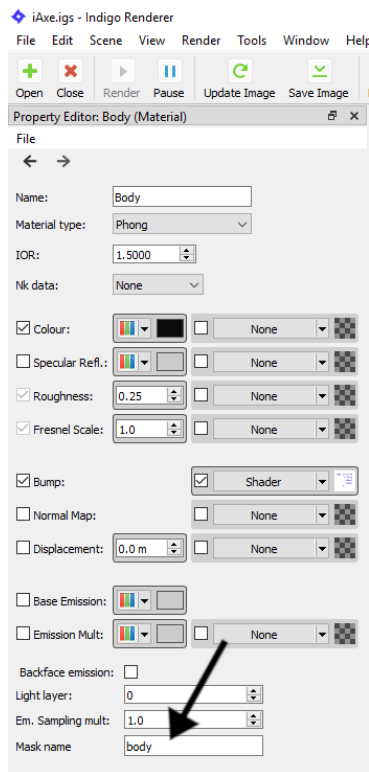 iAxe.igs - Indigo Renderer
File Edit Scene View Render Tools Window Help
Open Close Render Pause Update Image Save Image
Property Editor: Body (Material)
File
Name: Body
Material type: Phong
IOR: 1.5000
Nk data: None
Colour: None
Specular Refl.: None
Roughness: 0.25 None
Fresnel Scale: 1.0 None
Bump: Shader
Normal Map: None
Displacement: 0.0 m None
Base Emission:
Emission Mult: None
Backface emission:
Light layer: 0
Em. Sampling mult: 1.0
Mask name body